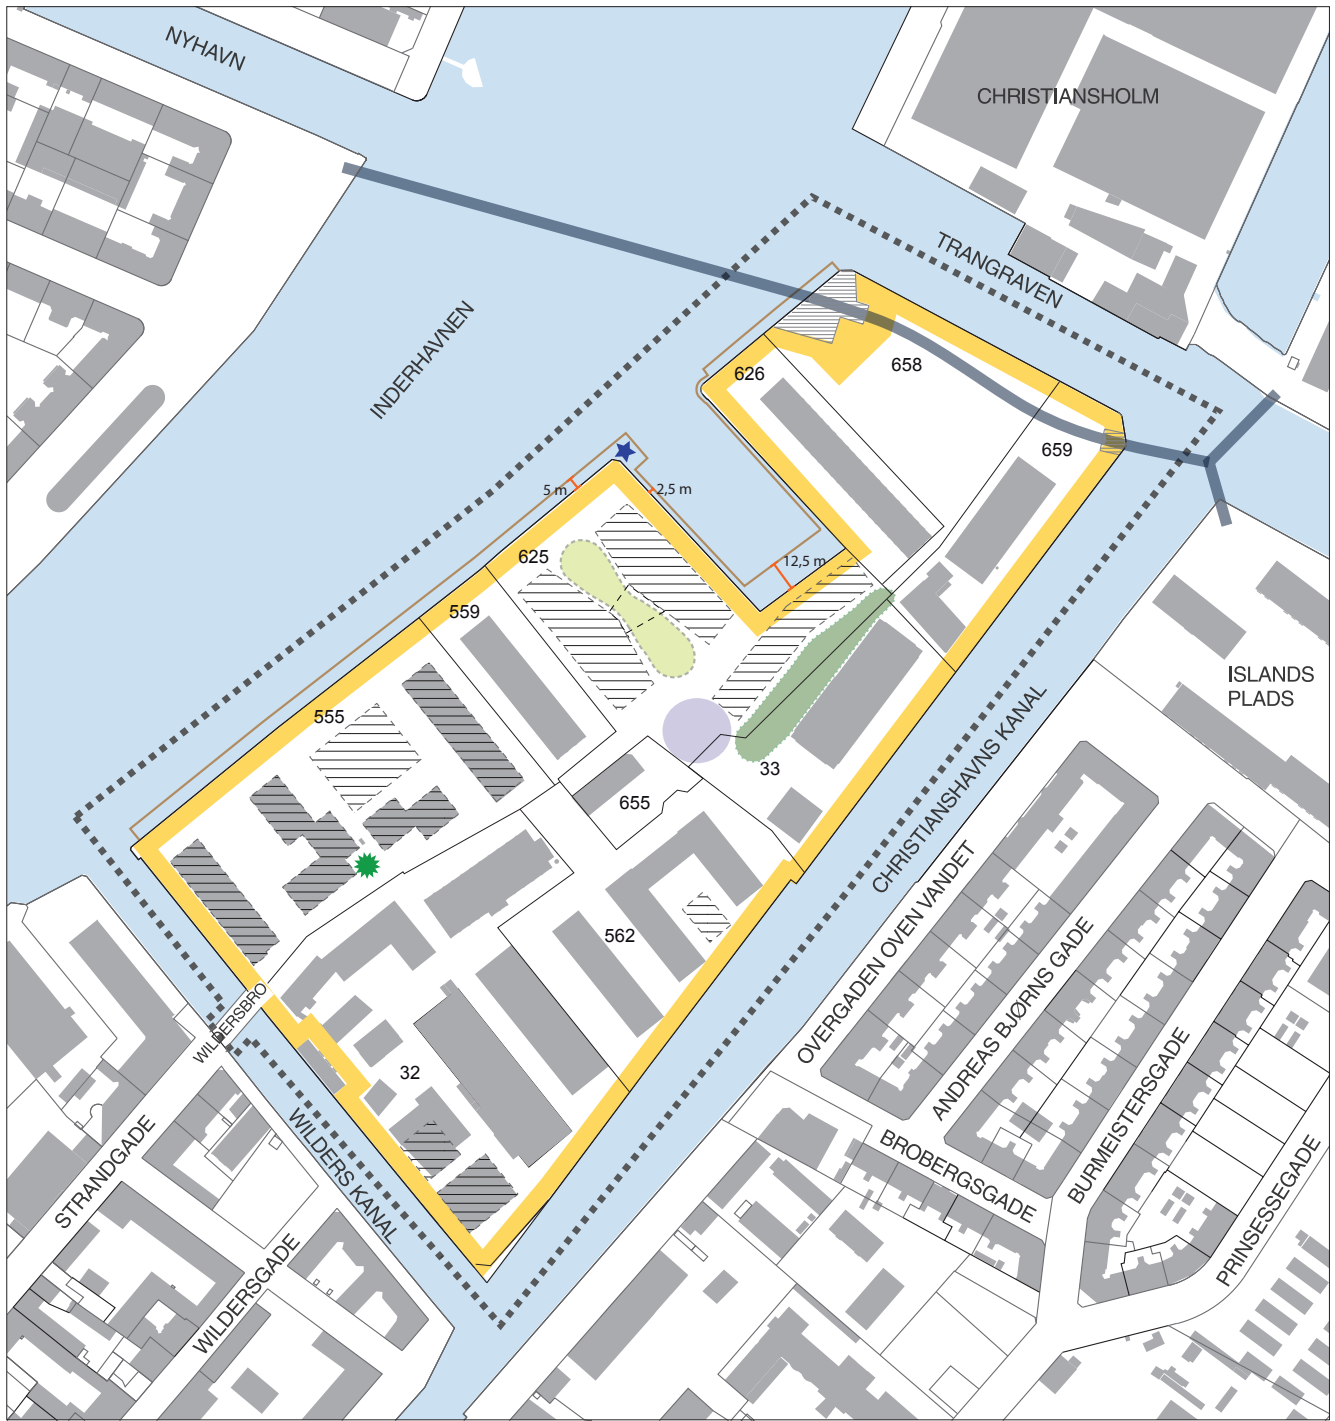 NYHAVN
CHRISTIANSHOLM
TRANGRAVEN
INDERHAVNEN
658
626
659
5 m
2,5 m
625
12,5 m
559
ISLANDS
PLADS
555
33
CHRISTIANSHAVNS KANAL
655
OVERGADEN OVEN VANDET
562
ANDREAS BJØRNS GADE
WILDERSBRO
32
BURMEISTERSGADE
STRANDGADE
WILDERS KANAL
BROBERGSGADE
PRINSESSEGADE
WILDERSGADE